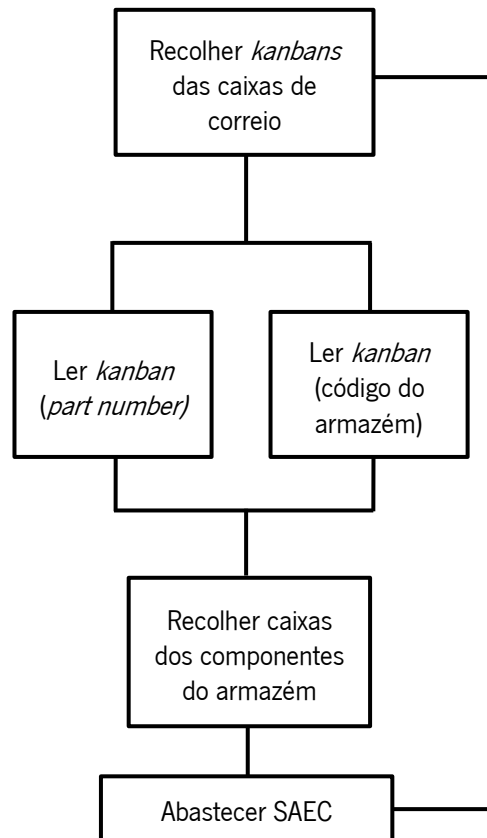 Recolher kanbans
das caixas de
correio
Ler kanban
(part number)
Ler kanban
(código do
armazém)
Recolher caixas
dos componentes
do armazém
Abastecer SAEC